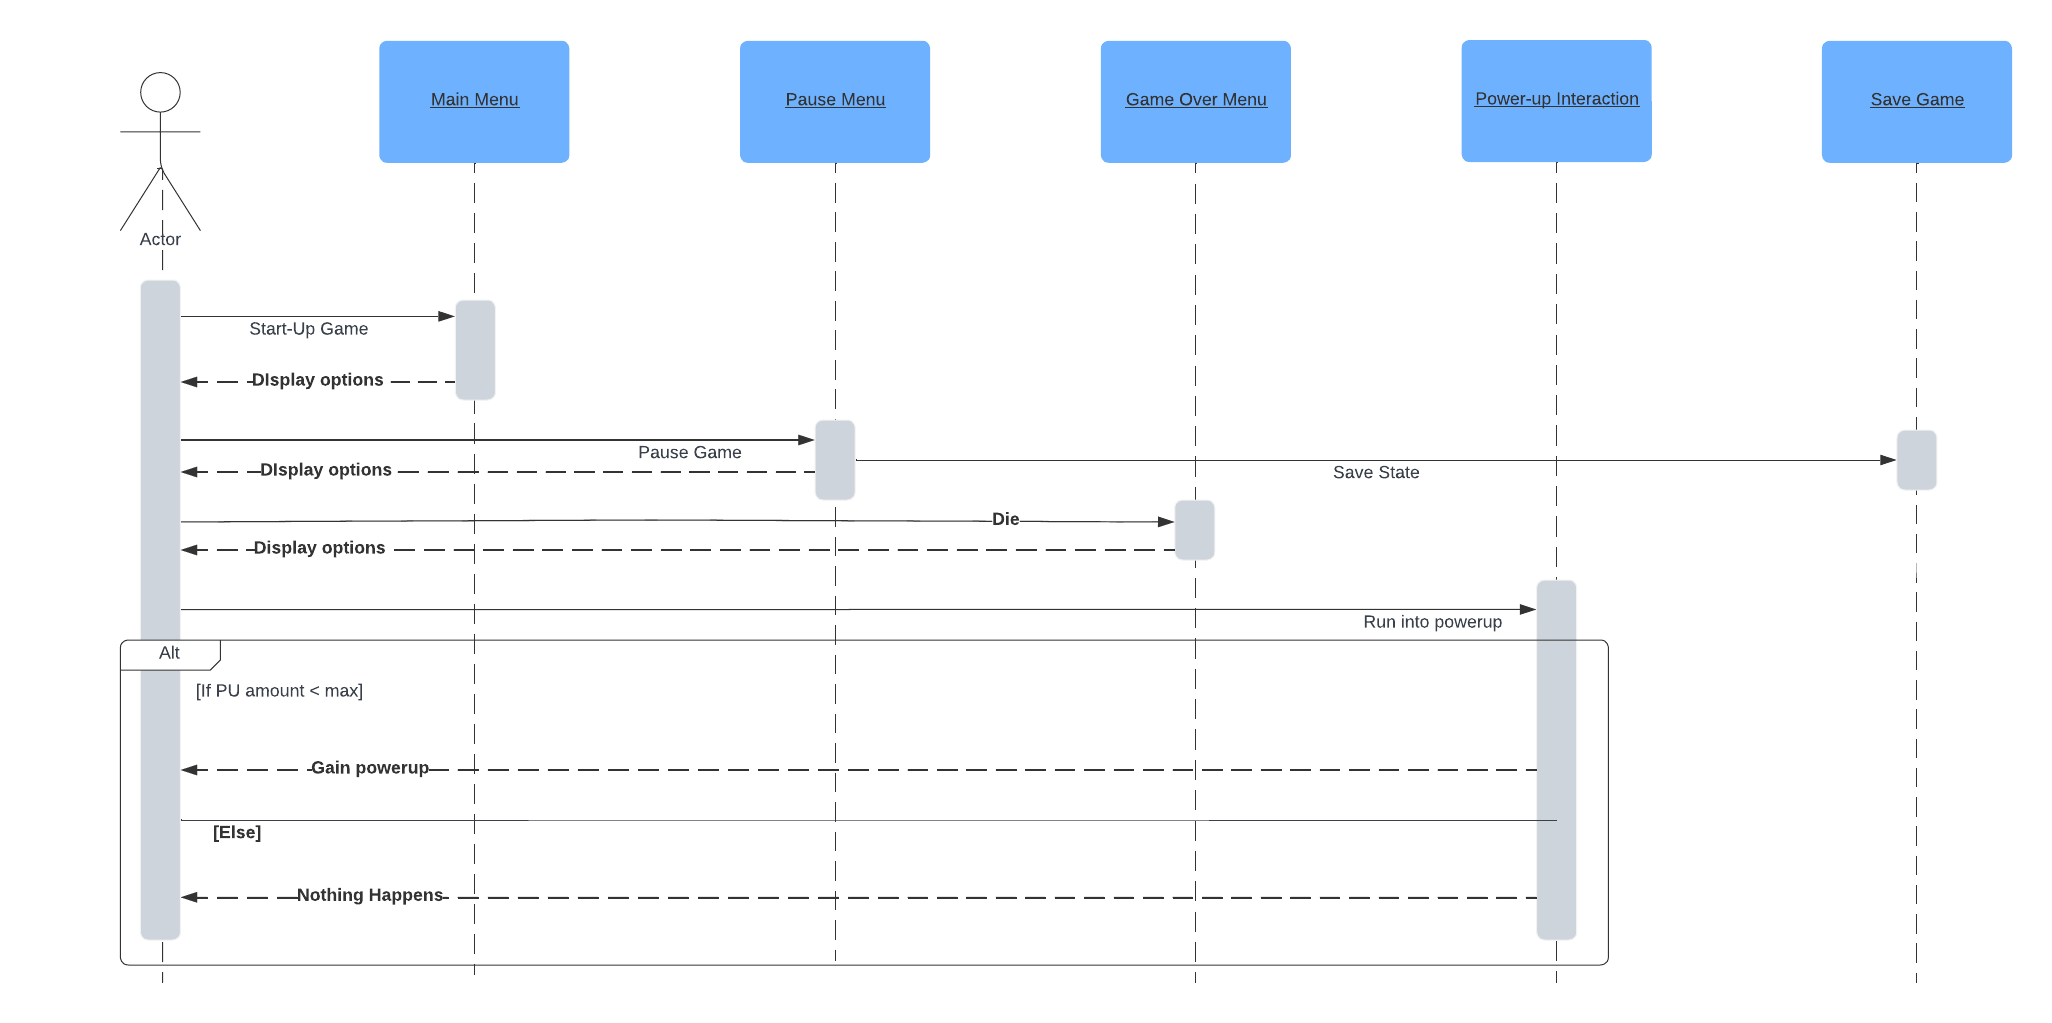 Main Menu
Pause Menu
Game Over Menu
Power-up Interaction
Save Game
Actor
Start-Up Game
DIsplay options
Pause Game
DIsplay options
Save State
Die
Display options
Run into powerup
Alt
[If PU amount < max]
Gain powerup
[Else]
Nothing Happens